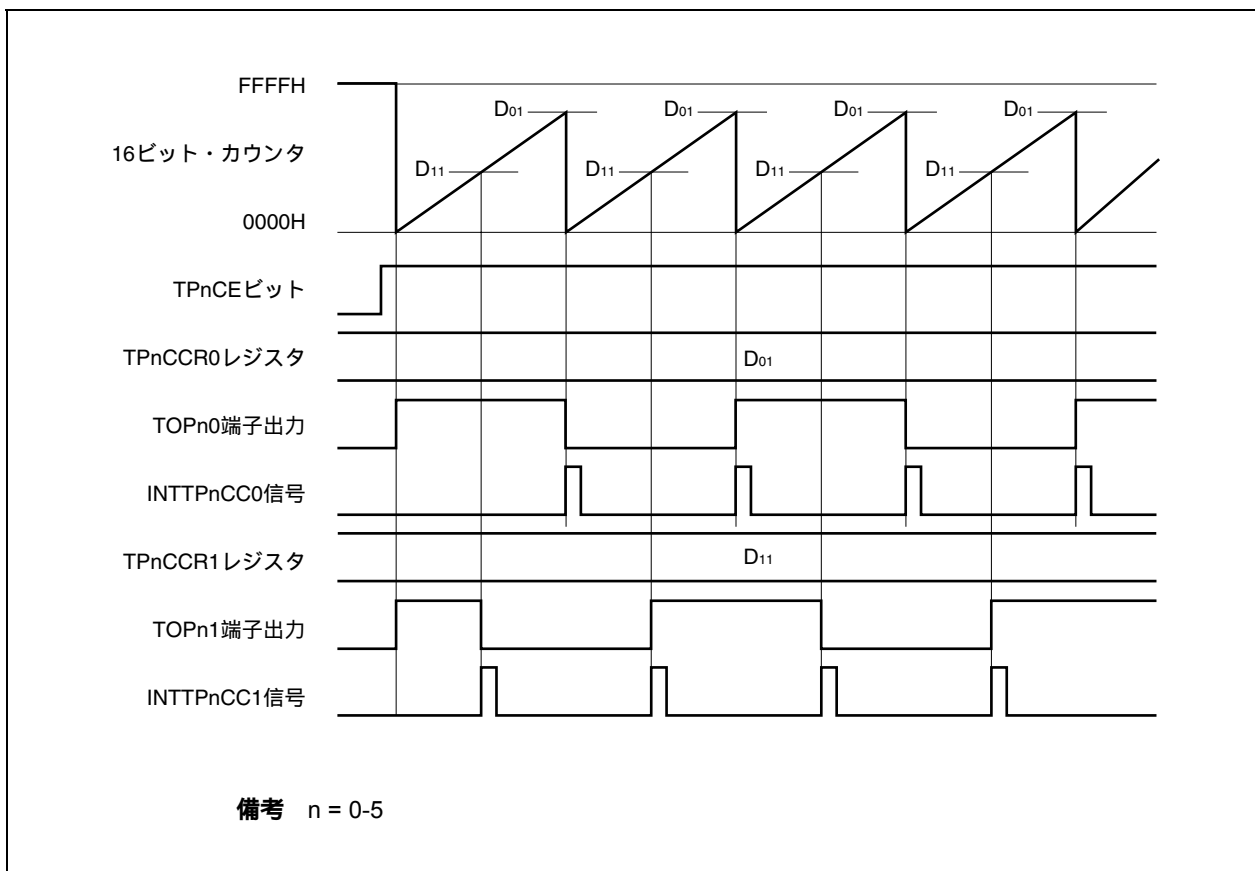 FFFFH
D01 D01 D01 D01
16ビット・カウンタ
D11 D11 D11 D11
0000H
TPnCEビット
TPnCCR0レジスタ
D01
TOPn0端子出力
INTTPnCC0信号
TPnCCR1レジスタ
D11
TOPn1端子出力
INTTPnCC1信号
備考 n = 0-5